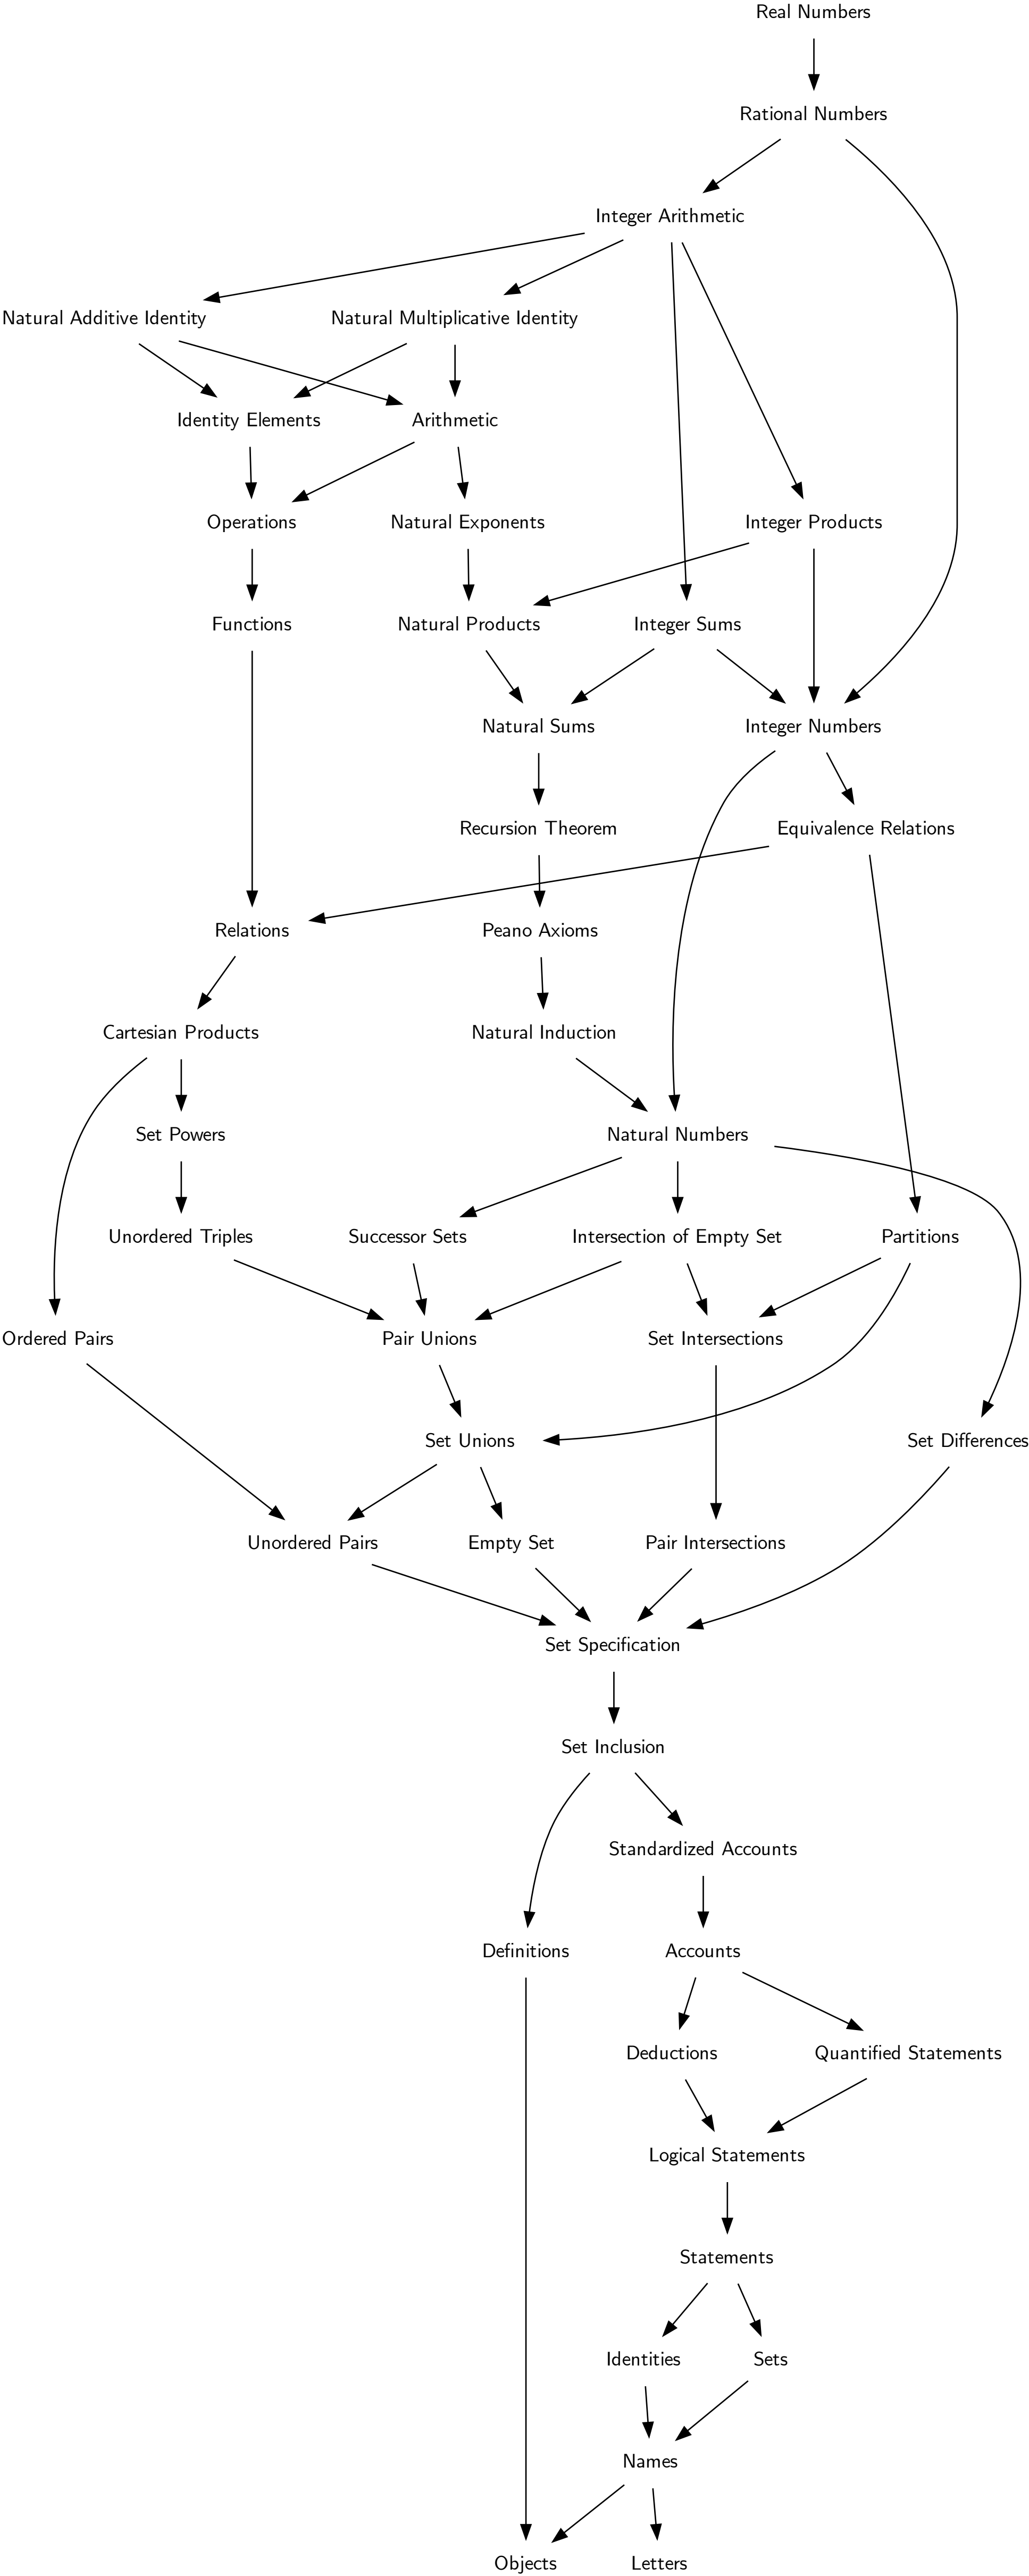 Real Numbers
Rational Numbers
Integer Arithmetic
Natural Additive Identity
Natural Multiplicative Identity
Identity Elements
Arithmetic
Operations
Natural Exponents
Integer Products
Functions
Natural Products
Integer Sums
Natural Sums
Integer Numbers
Recursion Theorem
Equivalence Relations
Relations
Peano Axioms
Cartesian Products
Natural Induction
Set Powers
Natural Numbers
Unordered Triples
Successor Sets
Intersection of Empty Set
Partitions
Ordered Pairs
Pair Unions
Set Intersections
Set Unions
Set Differences
Unordered Pairs
Empty Set
Pair Intersections
Set Specification
Set Inclusion
Standardized Accounts
Definitions
Accounts
Deductions
Quantified Statements
Logical Statements
Statements
Identities
Sets
Names
Objects
Letters